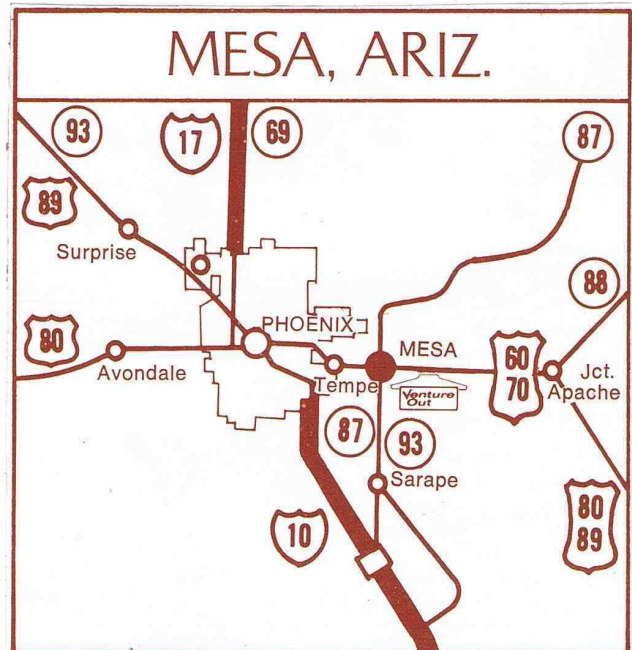 MESA, ARIZ.
93
17
69
87
89
Surprise
88
80
PHOENIX
MESA
Avondale
Tempe
60
70
Jct.
Apache
Venture
Out
87
93
Sarape
80
89
10